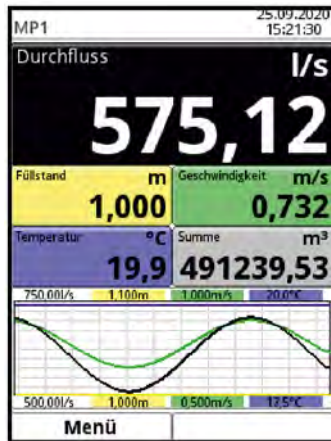 25.09.2020
MP1 15:21:30
Durchfluss l/s
575,12
Füllstand m Geschwindigkeit m/s
1,000 0,732
Temperatur °C Summe m³
19,9 491239,53
750,00l/s 1,100m 1,000m/s 20,0°C
500,00l/s 1,000m 0,500m/s 17,5°C
Menü